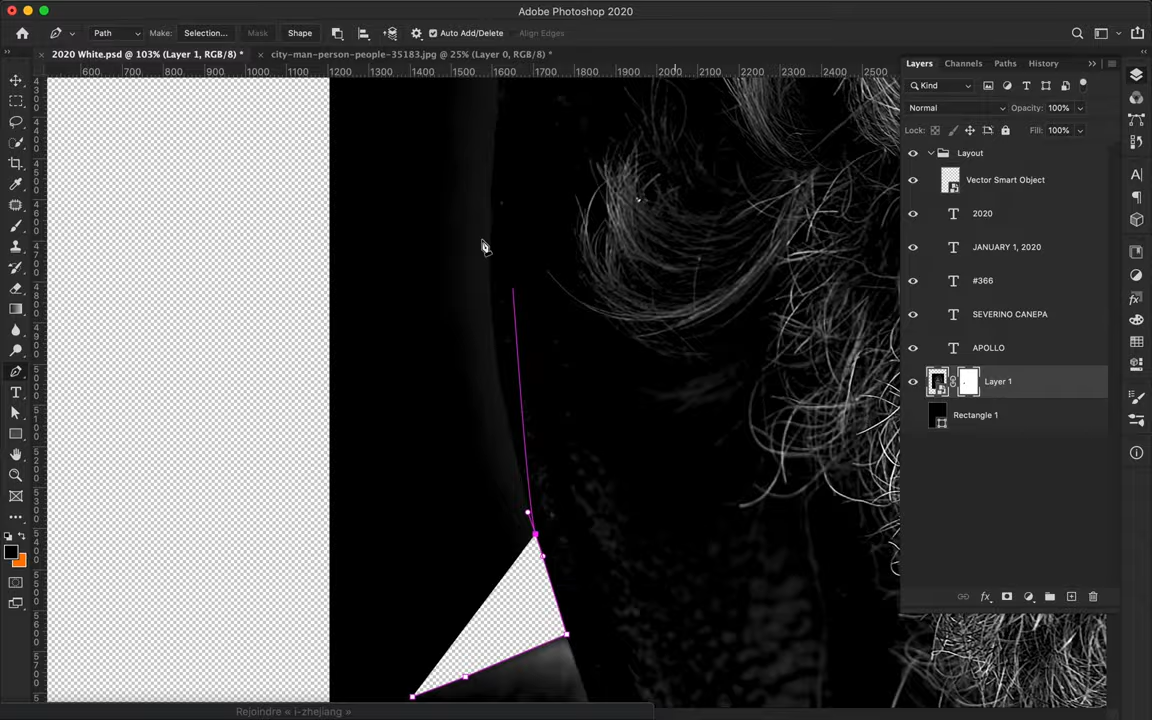 Adobe Photoshop 2020
Path Make: Selection... Mask Shape Auto Add/Delete Align Edges
2020 White.psd @ 103% (Layer 1, RGB/8) * city-man-person-people-35183.jpg @ 25% (Layer 0, RGB/8) *
600 700 800 900 1000 1100 1200 1300 1400 1500 1600 1700 1900 2000 2100 2200 2300 2400 2500
Layers Channels Paths History
Kind
Normal Opacity: 100%
Lock: Fill: 100%
Layout
Vector Smart Object
2020
JANUARY 1, 2020
#366
SEVERINO CANEPA
APOLLO
Layer 1
Rectangle 1
fx
Rejoindre « i-zhejiang »